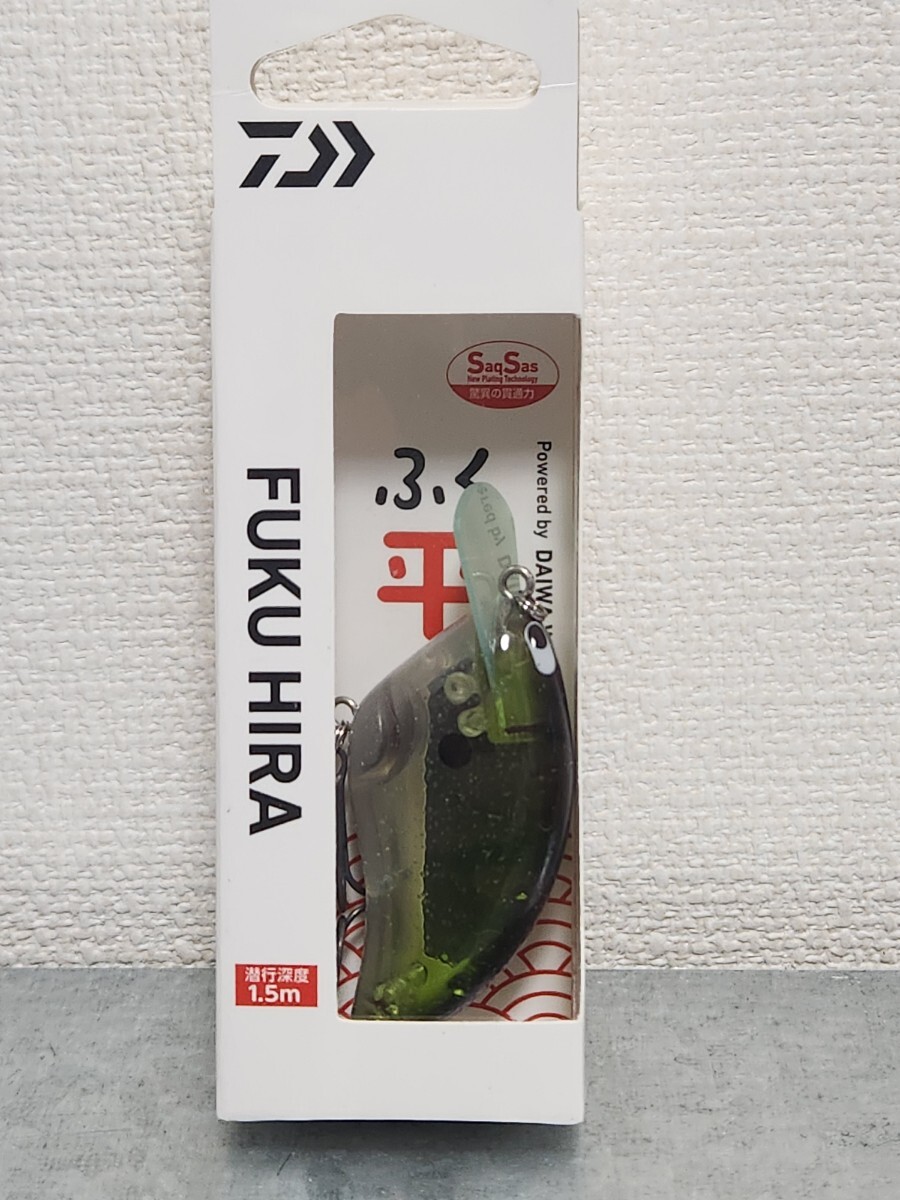 SaqSas
New Plating Technology
驚異の貫通力
ふく
平
Powered by DAIWA
FUKU HIRA
潜行深度
1.5m